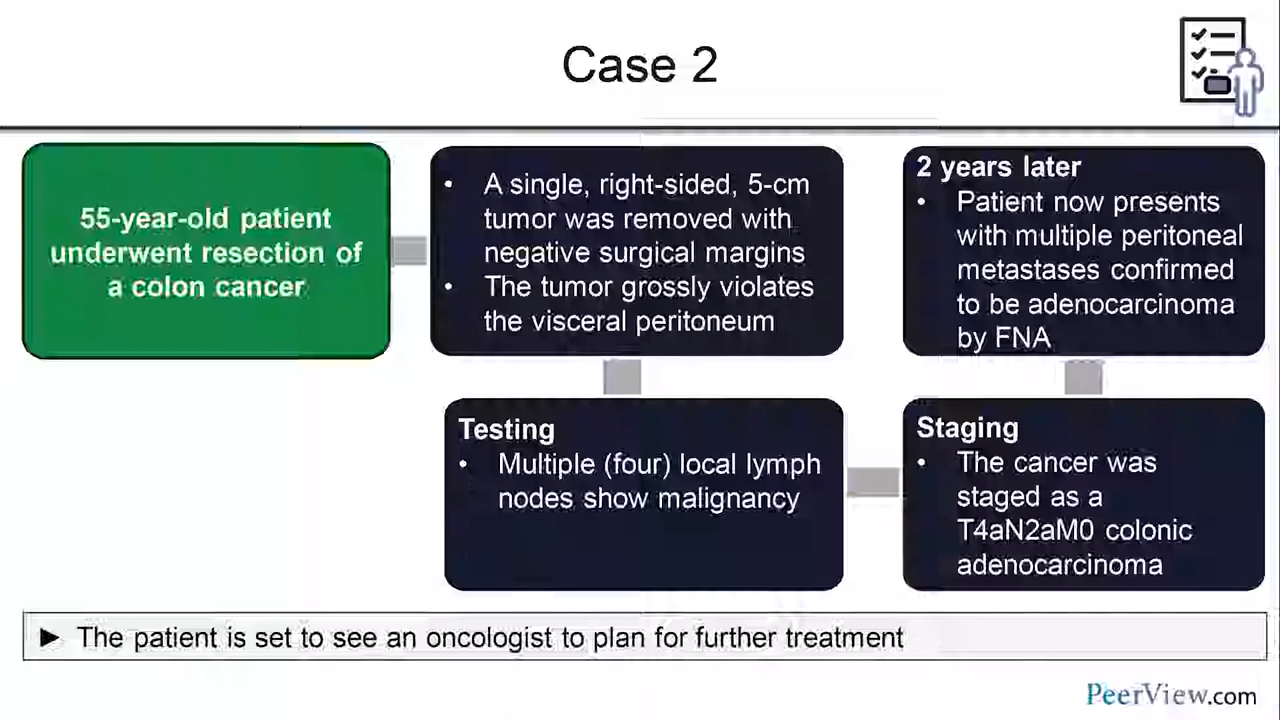 Case 2
55-year-old patient
underwent resection of
a colon cancer
• A single, right-sided, 5-cm
tumor was removed with
negative surgical margins
• The tumor grossly violates
the visceral peritoneum
Testing
• Multiple (four) local lymph
nodes show malignancy
Staging
• The cancer was
staged as a
T4aN2aM0 colonic
adenocarcinoma
2 years later
• Patient now presents
with multiple peritoneal
metastases confirmed
to be adenocarcinoma
by FNA
► The patient is set to see an oncologist to plan for further treatment
PeerView.com